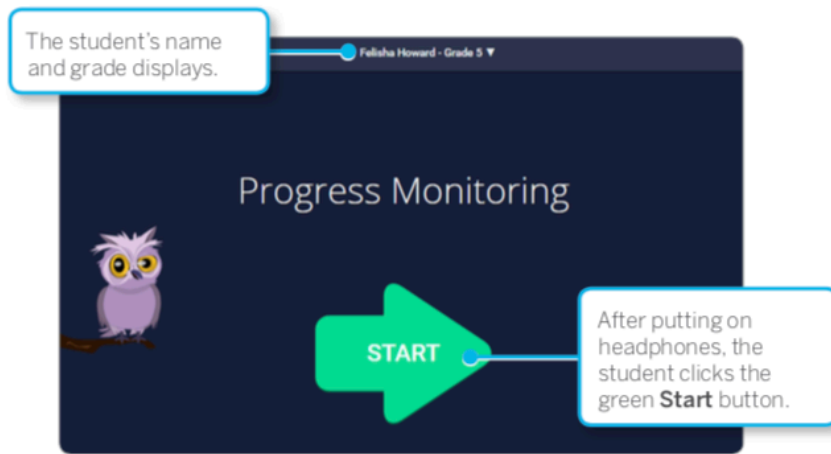 The student's name
and grade displays.
Felisha Howard - Grade 5 ▼
Progress Monitoring
START
After putting on
headphones, the
student clicks the
green Start button.